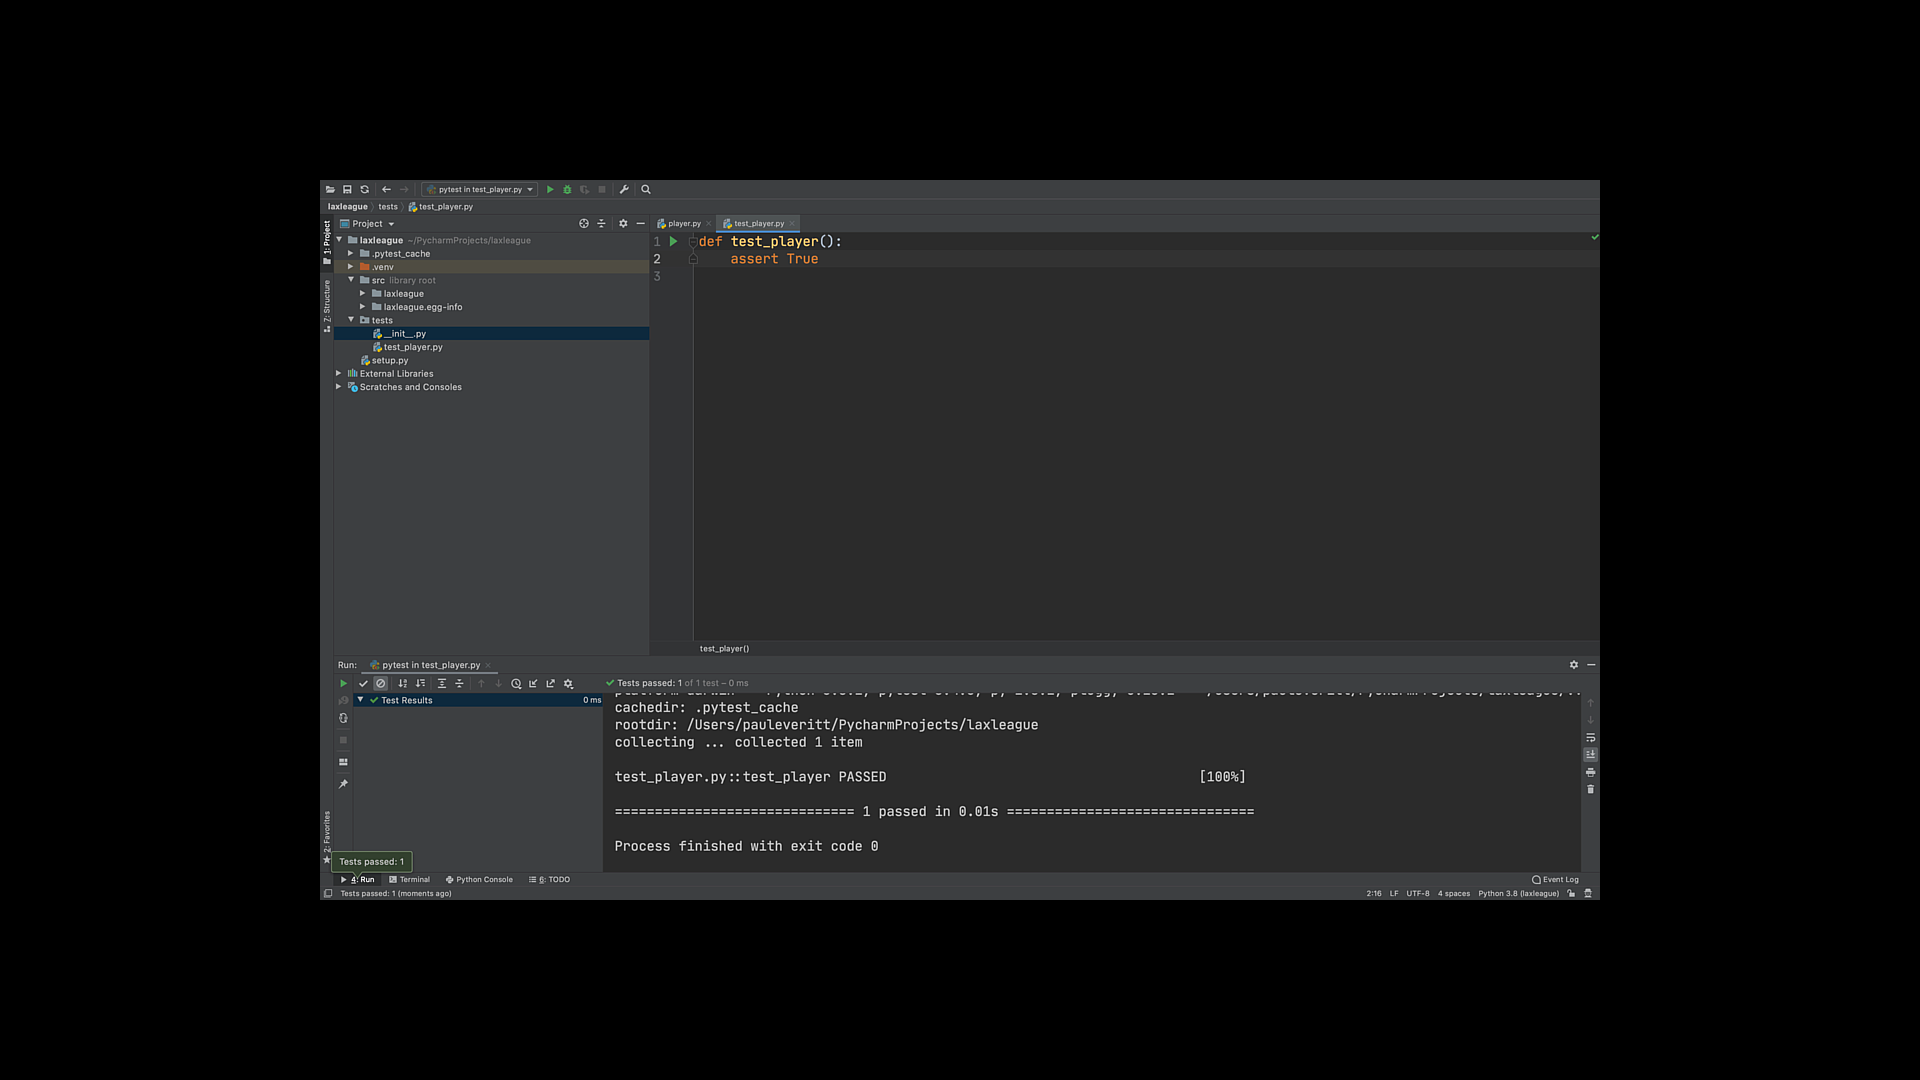 pytest in test_player.py
laxleague tests test_player.py
1: Project
Project
player.py
test_player.py
laxleague ~/PycharmProjects/laxleague
.pytest_cache
.venv
src library root
laxleague
laxleague.egg-info
tests
__init__.py
test_player.py
setup.py
External Libraries
Scratches and Consoles
Z: Structure
1 def test_player():
2 assert True
3
test_player()
Run: pytest in test_player.py
Tests passed: 1 of 1 test – 0 ms
Test Results 0 ms
cachedir: .pytest_cache
rootdir: /Users/pauleveritt/PycharmProjects/laxleague
collecting ... collected 1 item
test_player.py::test_player PASSED [100%]
============================== 1 passed in 0.01s ===============================
Process finished with exit code 0
2: Favorites
Tests passed: 1
4: Run Terminal Python Console 6: TODO Event Log
Tests passed: 1 (moments ago) 2:16 LF UTF-8 4 spaces Python 3.8 (laxleague)